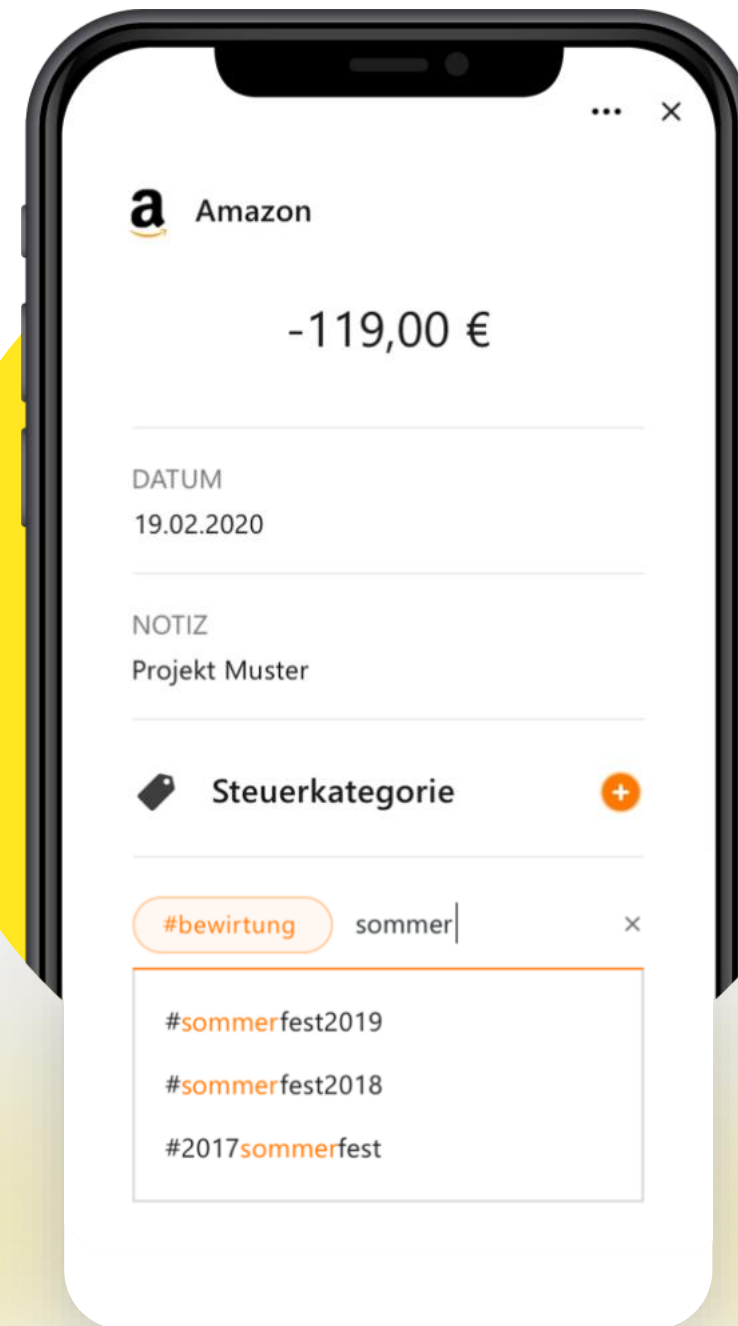 Amazon
-119,00 €
DATUM
19.02.2020
NOTIZ
Projekt Muster
Steuerkategorie
#bewirtung sommer
#sommerfest2019
#sommerfest2018
#2017sommerfest